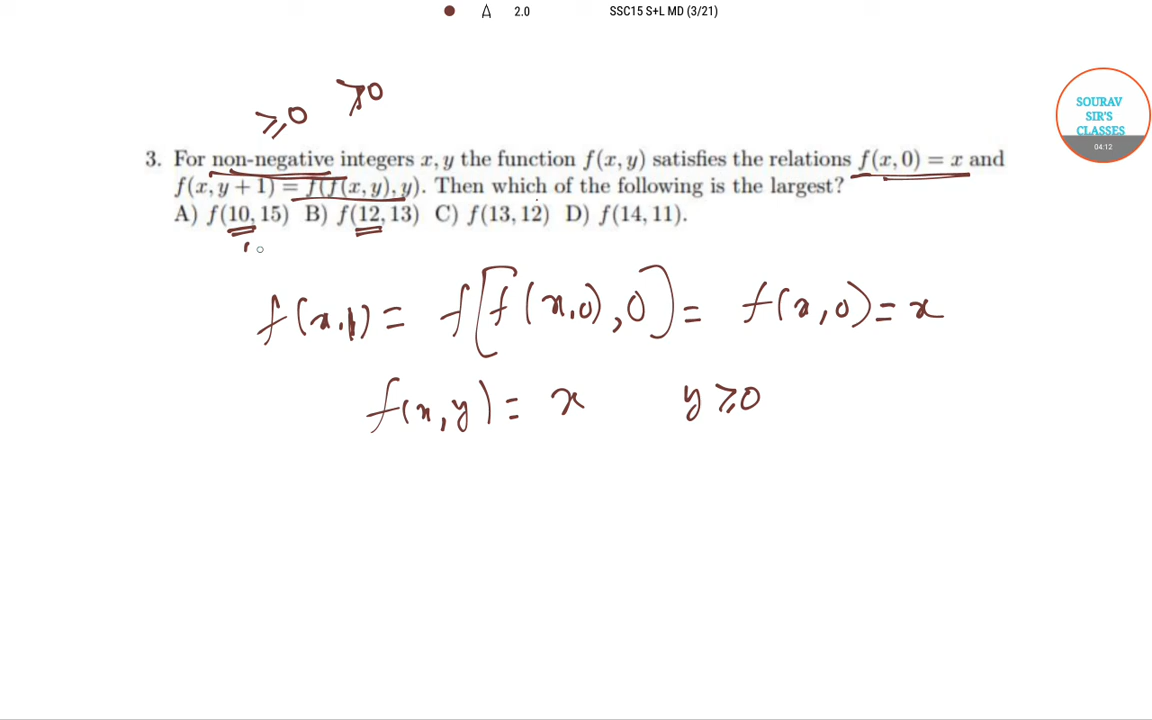 A 2.0 SSC15 S+L MD (3/21)
SOURAV
SIR'S
CLASSES
04:12
≥0 ≥0
3. For non-negative integers x, y the function f(x, y) satisfies the relations f(x, 0) = x and
f(x, y + 1) = f(f(x, y), y). Then which of the following is the largest?
A) f(10, 15) B) f(12, 13) C) f(13, 12) D) f(14, 11).
10
f(x,1) = f[f(x,0),0] = f(x,0) = x
f(x,y) = x y≥0